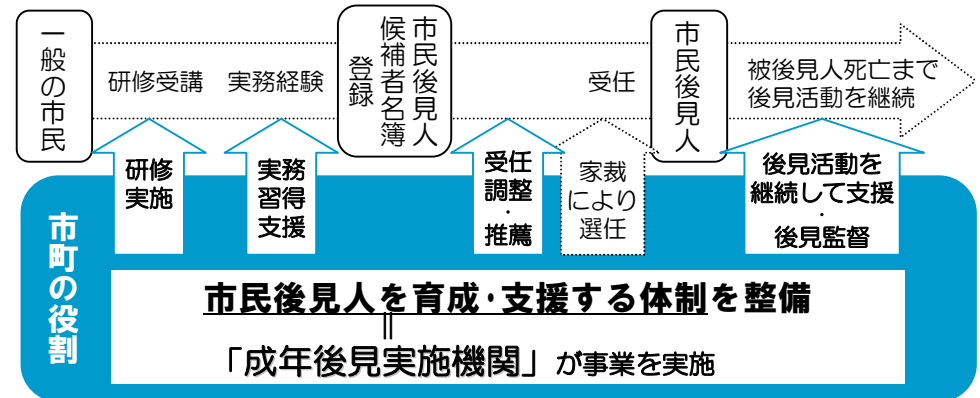 一般の市民
研修受講
実務経験
市民後見人
候補者名簿
登録
受任
市民後見人
被後見人死亡まで
後見活動を継続
研修
実施
実務
習得
支援
受任
調整
・
推薦
家裁
により
選任
後見活動を
継続して支援
・
後見監督
市町の役割
市民後見人を育成・支援する体制を整備
||
「成年後見実施機関」が事業を実施